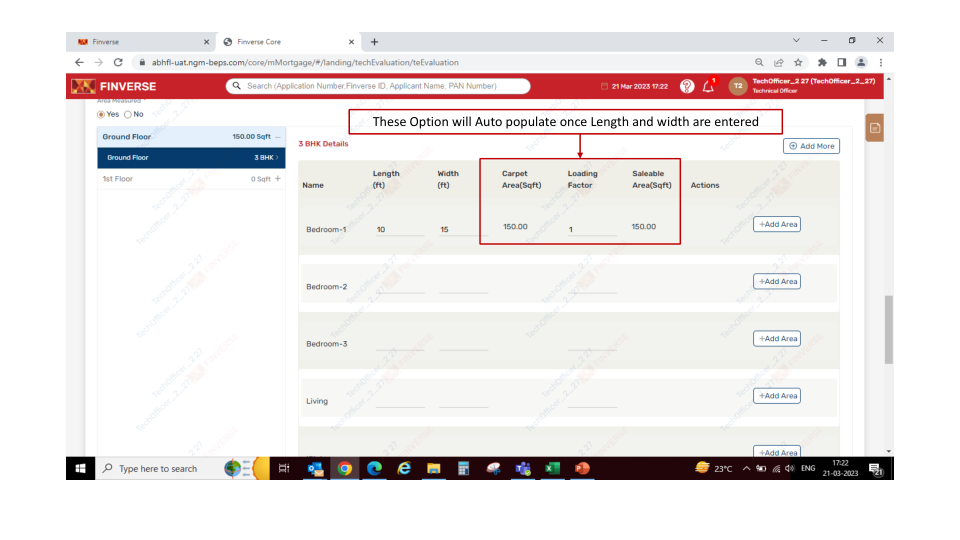 Finverse
Finverse Core
abhfl-uat.ngm-beps.com/core/mMortgage/#/landing/techEvaluation/teEvaluation
FINVERSE
Search (Application Number,Finverse ID, Applicant Name, PAN Number)
21 Mar 2023 17:22
1
T2
TechOfficer_2 27 (TechOfficer_2_27)
Technical Officer
Area Measured *
Yes No
These Option will Auto populate once Length and width are entered
Ground Floor 150.00 Sqft
Ground Floor 3 BHK
1st Floor 0 Sqft +
3 BHK Details
Add More
Name Length (ft) Width (ft) Carpet Area(Sqft) Loading Factor Saleable Area(Sqft) Actions
Bedroom-1 10 15 150.00 1 150.00 +Add Area
Bedroom-2 +Add Area
Bedroom-3 +Add Area
Living +Add Area
+Add Area
Type here to search
23°C ENG
17:22
21-03-2023
21